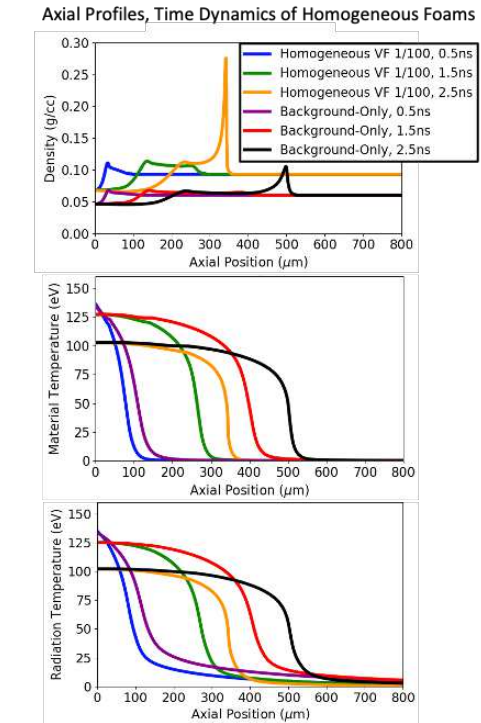 Axial Profiles, Time Dynamics of Homogeneous Foams
Homogeneous VF 1/100, 0.5ns
Homogeneous VF 1/100, 1.5ns
Homogeneous VF 1/100, 2.5ns
Background-Only, 0.5ns
Background-Only, 1.5ns
Background-Only, 2.5ns
Density (g/cc)
0.30
0.25
0.20
0.15
0.10
0.05
0.00
0 100 200 300 400 500 600 700 800
Axial Position (μm)
Material Temperature (eV)
150
125
100
75
50
25
0
0 100 200 300 400 500 600 700 800
Axial Position (μm)
Radiation Temperature (eV)
150
125
100
75
50
25
0
0 100 200 300 400 500 600 700 800
Axial Position (μm)